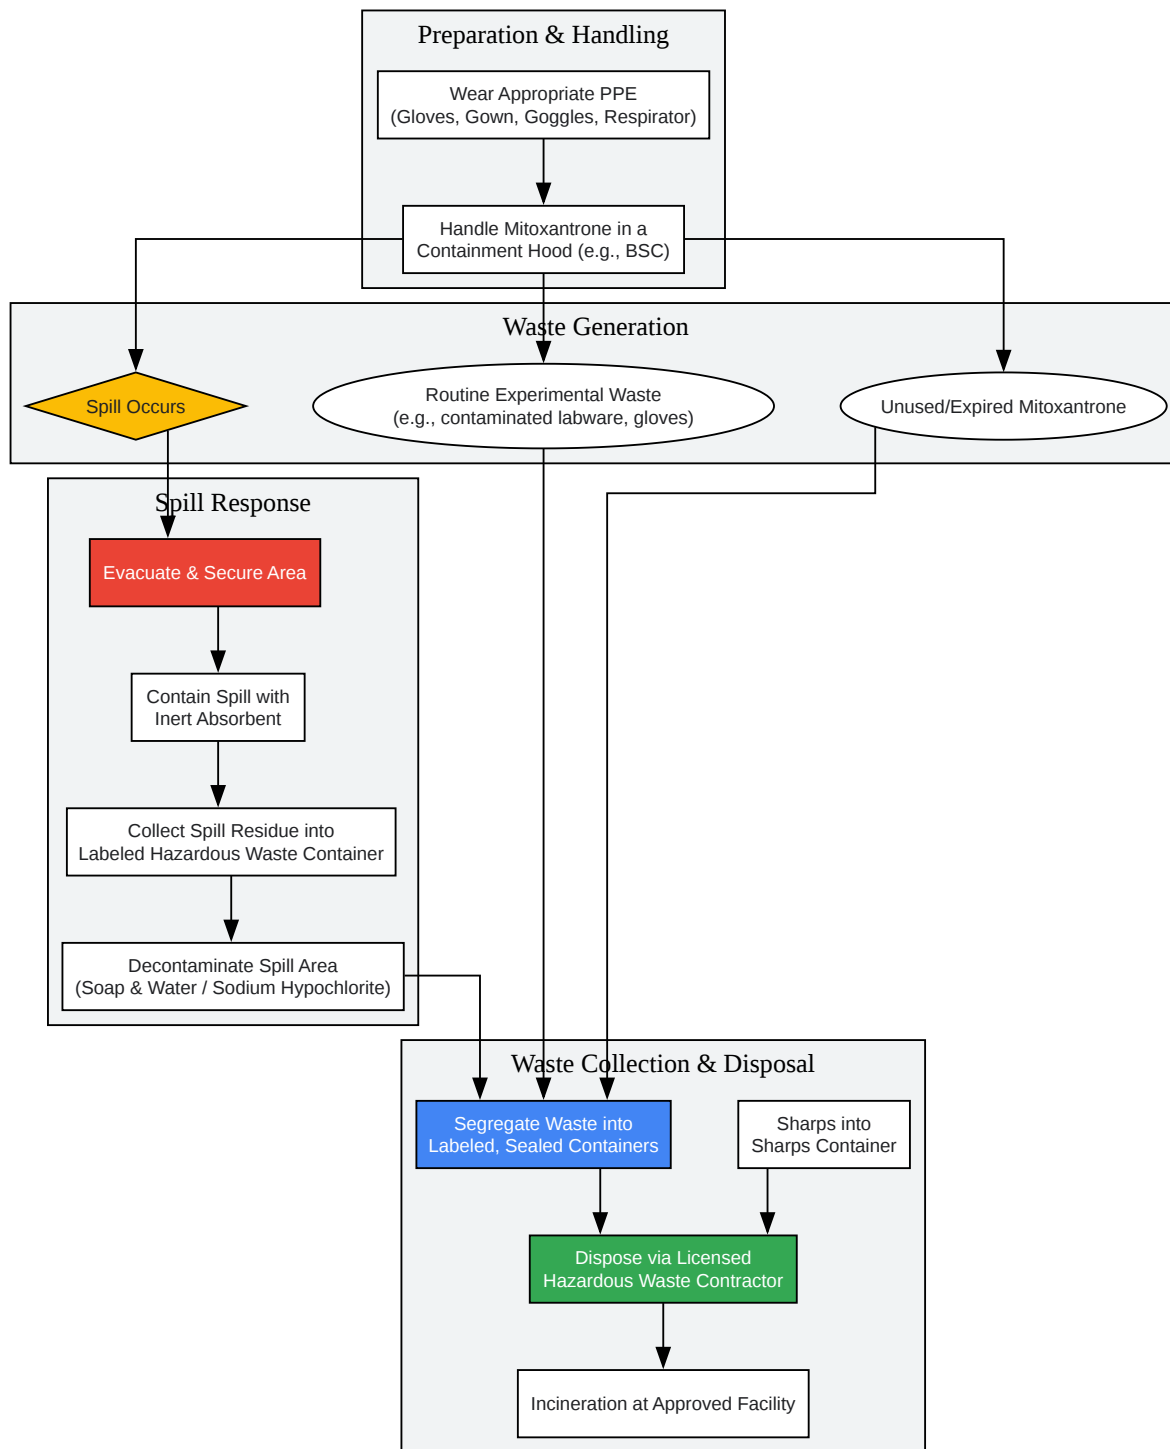 Preparation & Handling
Wear Appropriate PPE
(Gloves, Gown, Goggles, Respirator)
Handle Mitoxantrone in a
Containment Hood (e.g., BSC)
Waste Generation
Spill Occurs
Routine Experimental Waste
(e.g., contaminated labware, gloves)
Unused/Expired Mitoxantrone
Spill Response
Evacuate & Secure Area
Contain Spill with
Inert Absorbent
Collect Spill Residue into
Labeled Hazardous Waste Container
Decontaminate Spill Area
(Soap & Water / Sodium Hypochlorite)
Waste Collection & Disposal
Segregate Waste into
Labeled, Sealed Containers
Sharps into
Sharps Container
Dispose via Licensed
Hazardous Waste Contractor
Incineration at Approved Facility